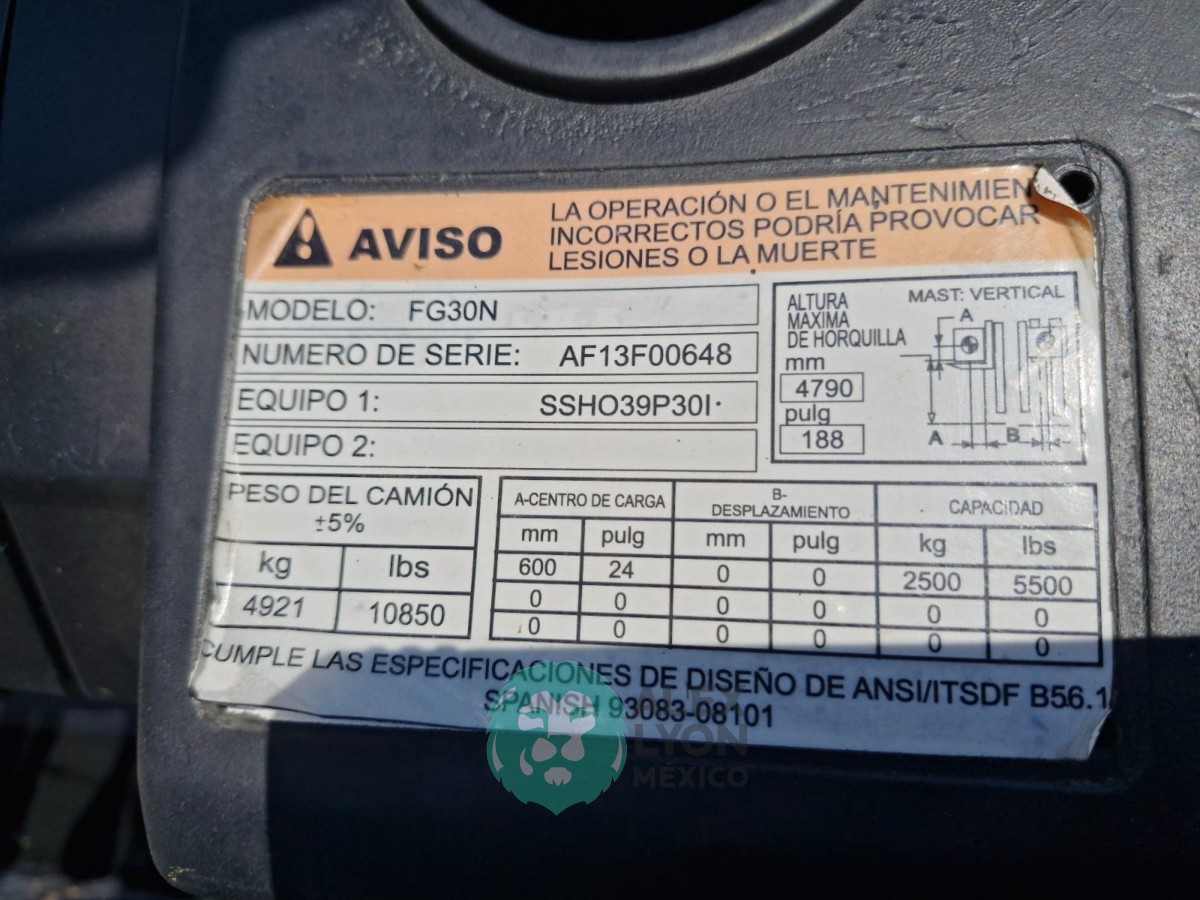 AVISO
LA OPERACIÓN O EL MANTENIMIEN
INCORRECTOS PODRÍA PROVOCAR
LESIONES O LA MUERTE
MODELO: FG30N
NUMERO DE SERIE: AF13F00648
EQUIPO 1: SSHO39P30I
EQUIPO 2:
ALTURA
MAXIMA
DE HORQUILLA
mm
4790
pulg
188
MAST: VERTICAL
A
A B
PESO DEL CAMIÓN
±5%
kg lbs
4921 10850
A-CENTRO DE CARGA B-DESPLAZAMIENTO CAPACIDAD
mm pulg mm pulg kg lbs
600 24 0 0 2500 5500
0 0 0 0 0 0
0 0 0 0 0 0
CUMPLE LAS ESPECIFICACIONES DE DISEÑO DE ANSI/ITSDF B56.1
SPANISH 93083-08101
ALEX
LYON
MÉXICO